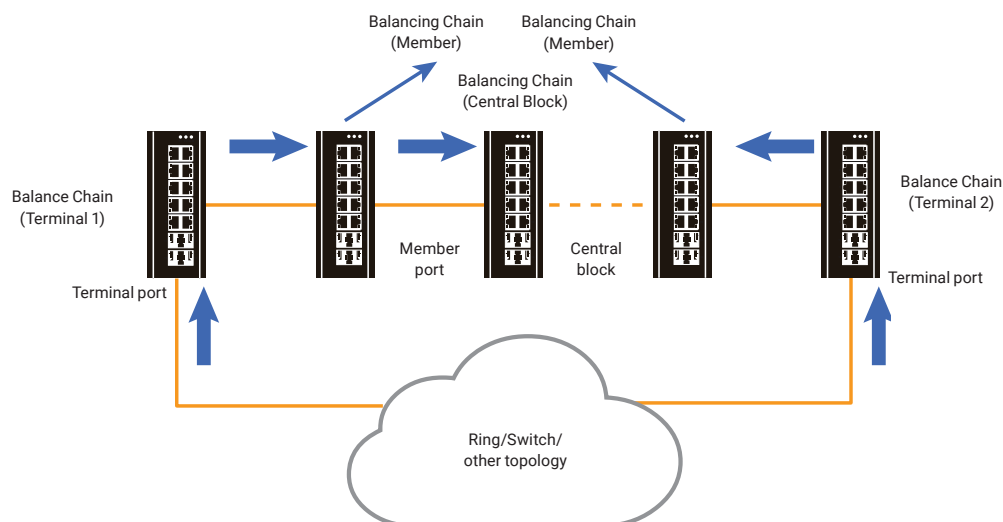 Balancing Chain
(Member)
Balancing Chain
(Member)
Balancing Chain
(Central Block)
Balance Chain
(Terminal 1)
Balance Chain
(Terminal 2)
Member
port
Central
block
Terminal port
Terminal port
Ring/Switch/
other topology